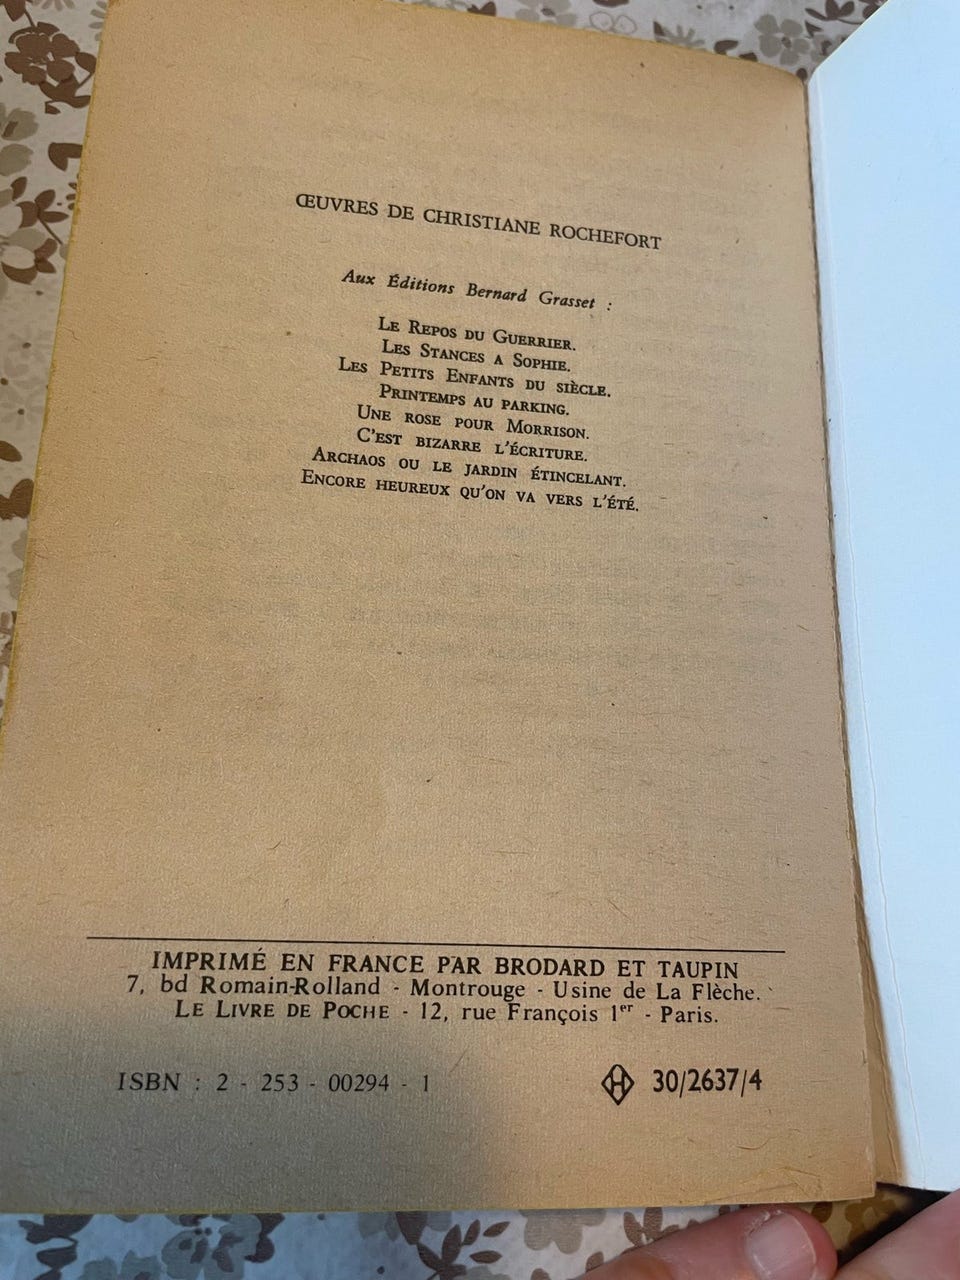 ŒUVRES DE CHRISTIANE ROCHEFORT
Aux Éditions Bernard Grasset :
Le Repos du Guerrier.
Les Stances a Sophie.
Les Petits Enfants du siècle.
Printemps au parking.
Une rose pour Morrison.
C'est bizarre l'écriture.
Archaos ou le jardin étincelant.
Encore heureux qu'on va vers l'été.
IMPRIMÉ EN FRANCE PAR BRODARD ET TAUPIN
7, bd Romain-Rolland - Montrouge - Usine de La Flèche.
Le Livre de Poche - 12, rue François 1er - Paris.
ISBN : 2 - 253 - 00294 - 1
30/2637/4